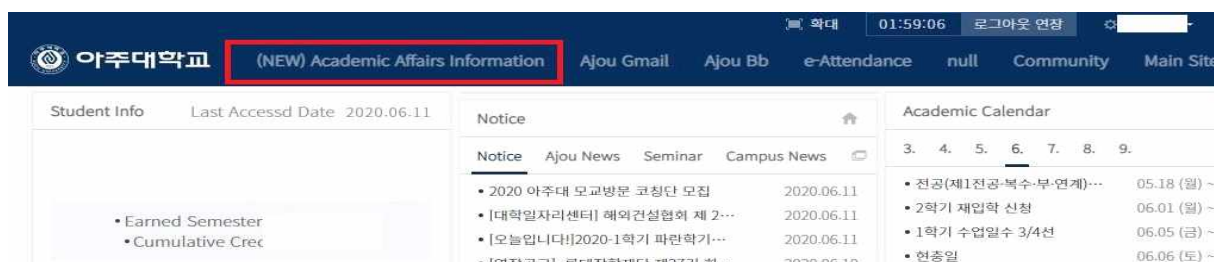 확대 01:59:06 로그아웃 연장
아주대학교 (NEW) Academic Affairs Information Ajou Gmail Ajou Bb e-Attendance null Community Main Site
Student Info Last Accessd Date 2020.06.11
• Earned Semester
• Cumulative Crec
Notice
Notice Ajou News Seminar Campus News
• 2020 아주대 모교방문 코칭단 모집 2020.06.11
• [대학일자리센터] 해외건설협회 제 2··· 2020.06.11
• [오늘입니다!]2020-1학기 파란학기··· 2020.06.11
Academic Calendar
3. 4. 5. 6. 7. 8. 9.
• 전공(제1전공·복수·부·연계)··· 05.18 (월) ~
• 2학기 재입학 신청 06.01 (월) ~
• 1학기 수업일수 3/4선 06.05 (금) ~
• 현충일 06.06 (토) ~